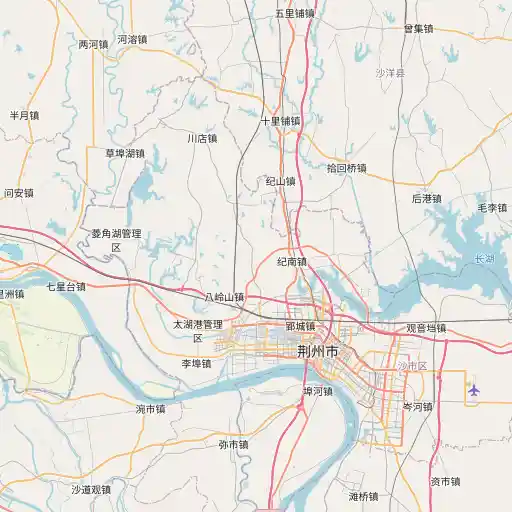 五里铺镇
曾集镇
两河镇
河溶镇
沙洋县
半月镇
十里铺镇
川店镇
草埠湖镇
拾回桥镇
纪山镇
问安镇
后港镇
毛李镇
菱角湖管理
区
长湖
纪南镇
七星台镇
八岭山镇
太湖港管理
区
郢城镇
观音垱镇
荆州市
李埠镇
沙市区
埠河镇
涴市镇
岑河镇
弥市镇
资市镇
沙道观镇
滩桥镇